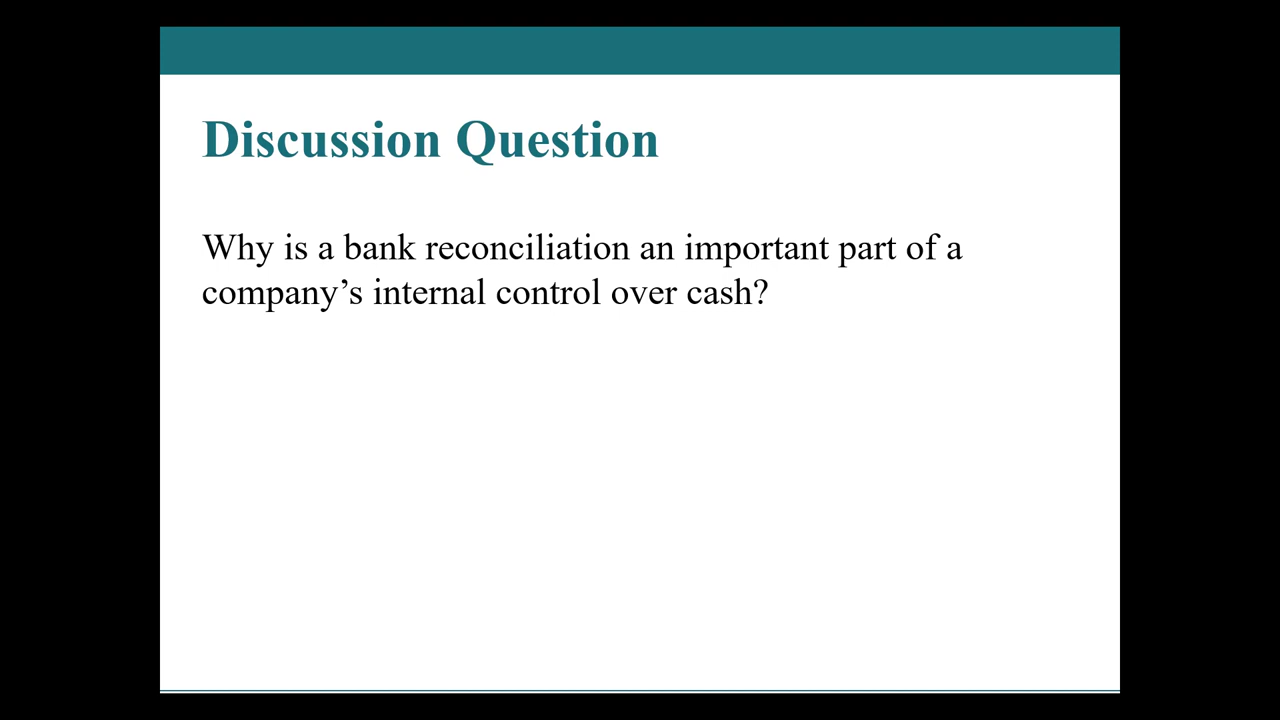 Discussion Question
Why is a bank reconciliation an important part of a
company’s internal control over cash?